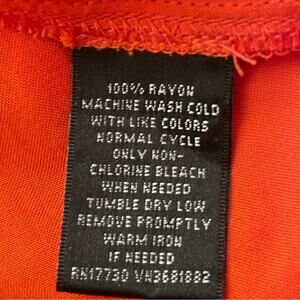 100% RAYON
MACHINE WASH COLD
WITH LIKE COLORS
NORMAL CYCLE
ONLY NON-
CHLORINE BLEACH
WHEN NEEDED
TUMBLE DRY LOW
REMOVE PROMPTLY
WARM IRON
IF NEEDED
RN17730 VN3681882